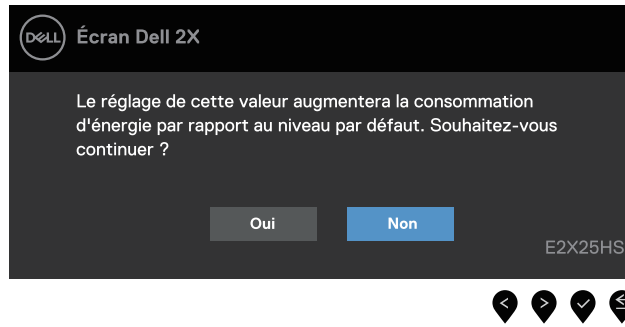 DELL
Écran Dell 2X
Le réglage de cette valeur augmentera la consommation
d'énergie par rapport au niveau par défaut. Souhaitez-vous
continuer ?
Oui
Non
E2X25HS